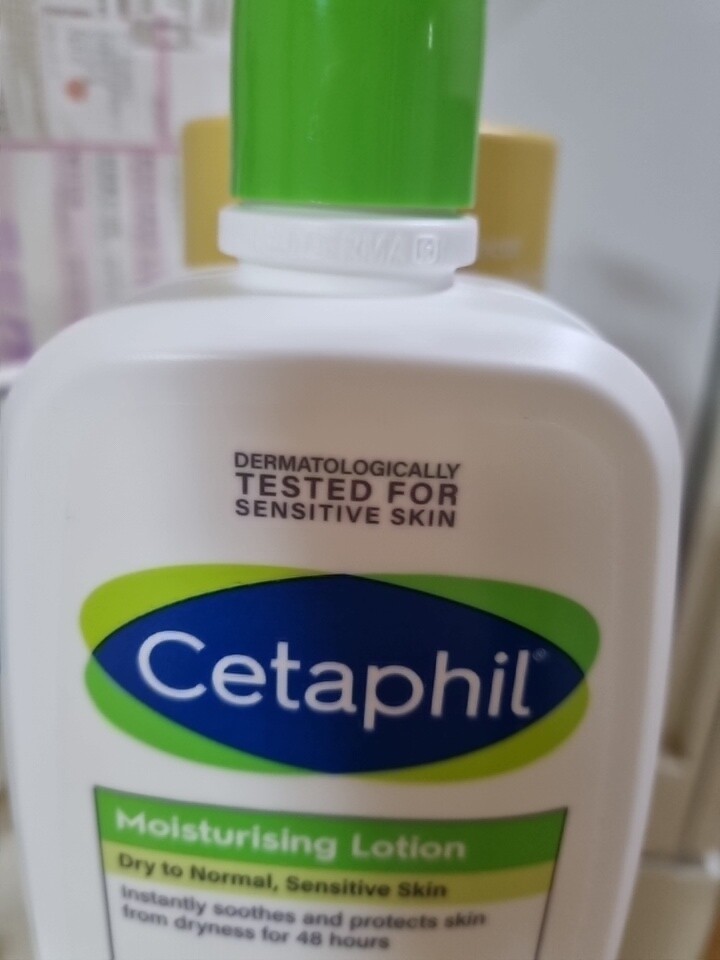 DERMATOLOGICALLY
TESTED FOR
SENSITIVE SKIN
Cetaphil®
Moisturising Lotion
Dry to Normal, Sensitive Skin
Instantly soothes and protects skin
from dryness for 48 hours